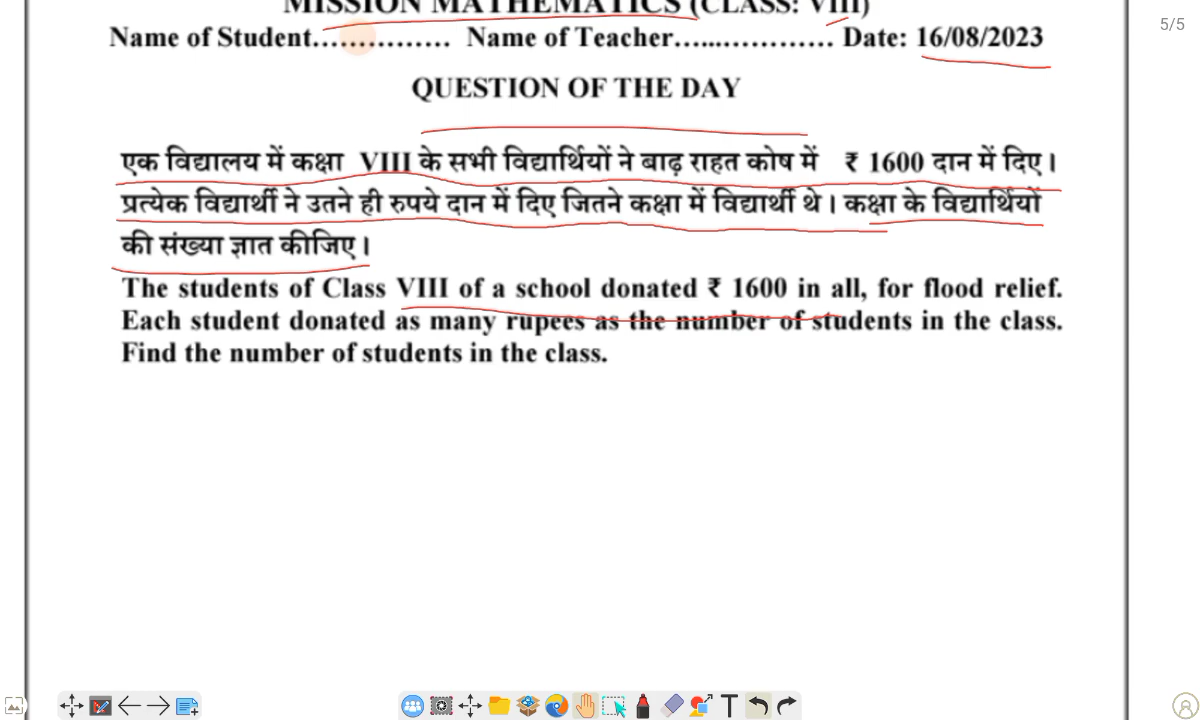 MISSION MATHEMATICS (CLASS: VIII)
Name of Student.…………… Name of Teacher…...………… Date: 16/08/2023
5/5
QUESTION OF THE DAY
एक विद्यालय में कक्षा VIII के सभी विद्यार्थियों ने बाढ़ राहत कोष में ₹ 1600 दान में दिए।
प्रत्येक विद्यार्थी ने उतने ही रुपये दान में दिए जितने कक्षा में विद्यार्थी थे। कक्षा के विद्यार्थियों
की संख्या ज्ञात कीजिए।
The students of Class VIII of a school donated ₹ 1600 in all, for flood relief.
Each student donated as many rupees as the number of students in the class.
Find the number of students in the class.